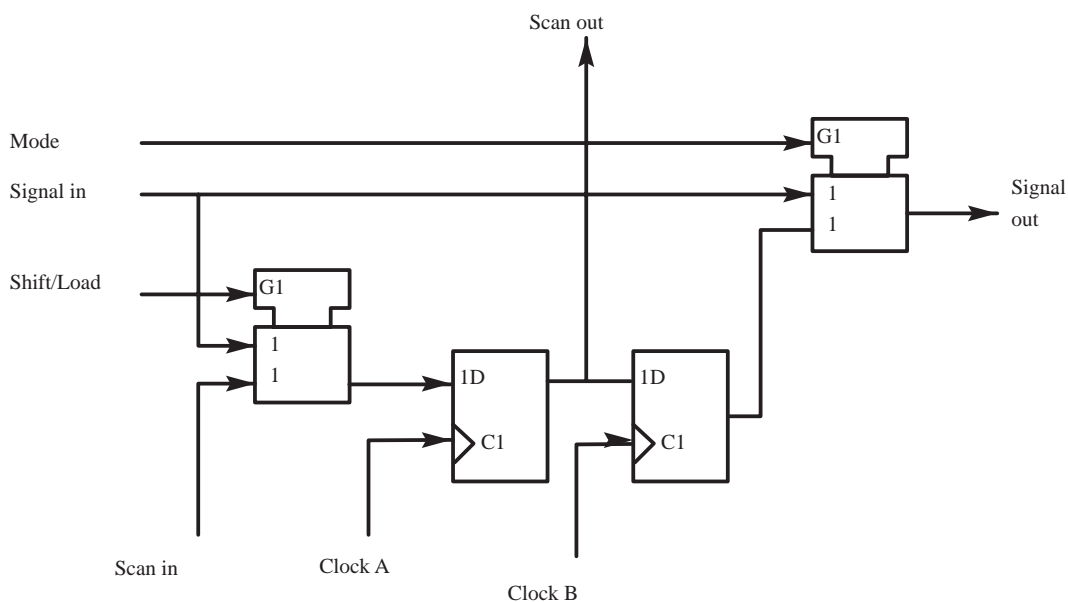 Scan out
Mode
G1
Signal in
1
Signal
out
1
Shift/Load
G1
1
1
1D
1D
C1
C1
Scan in
Clock A
Clock B